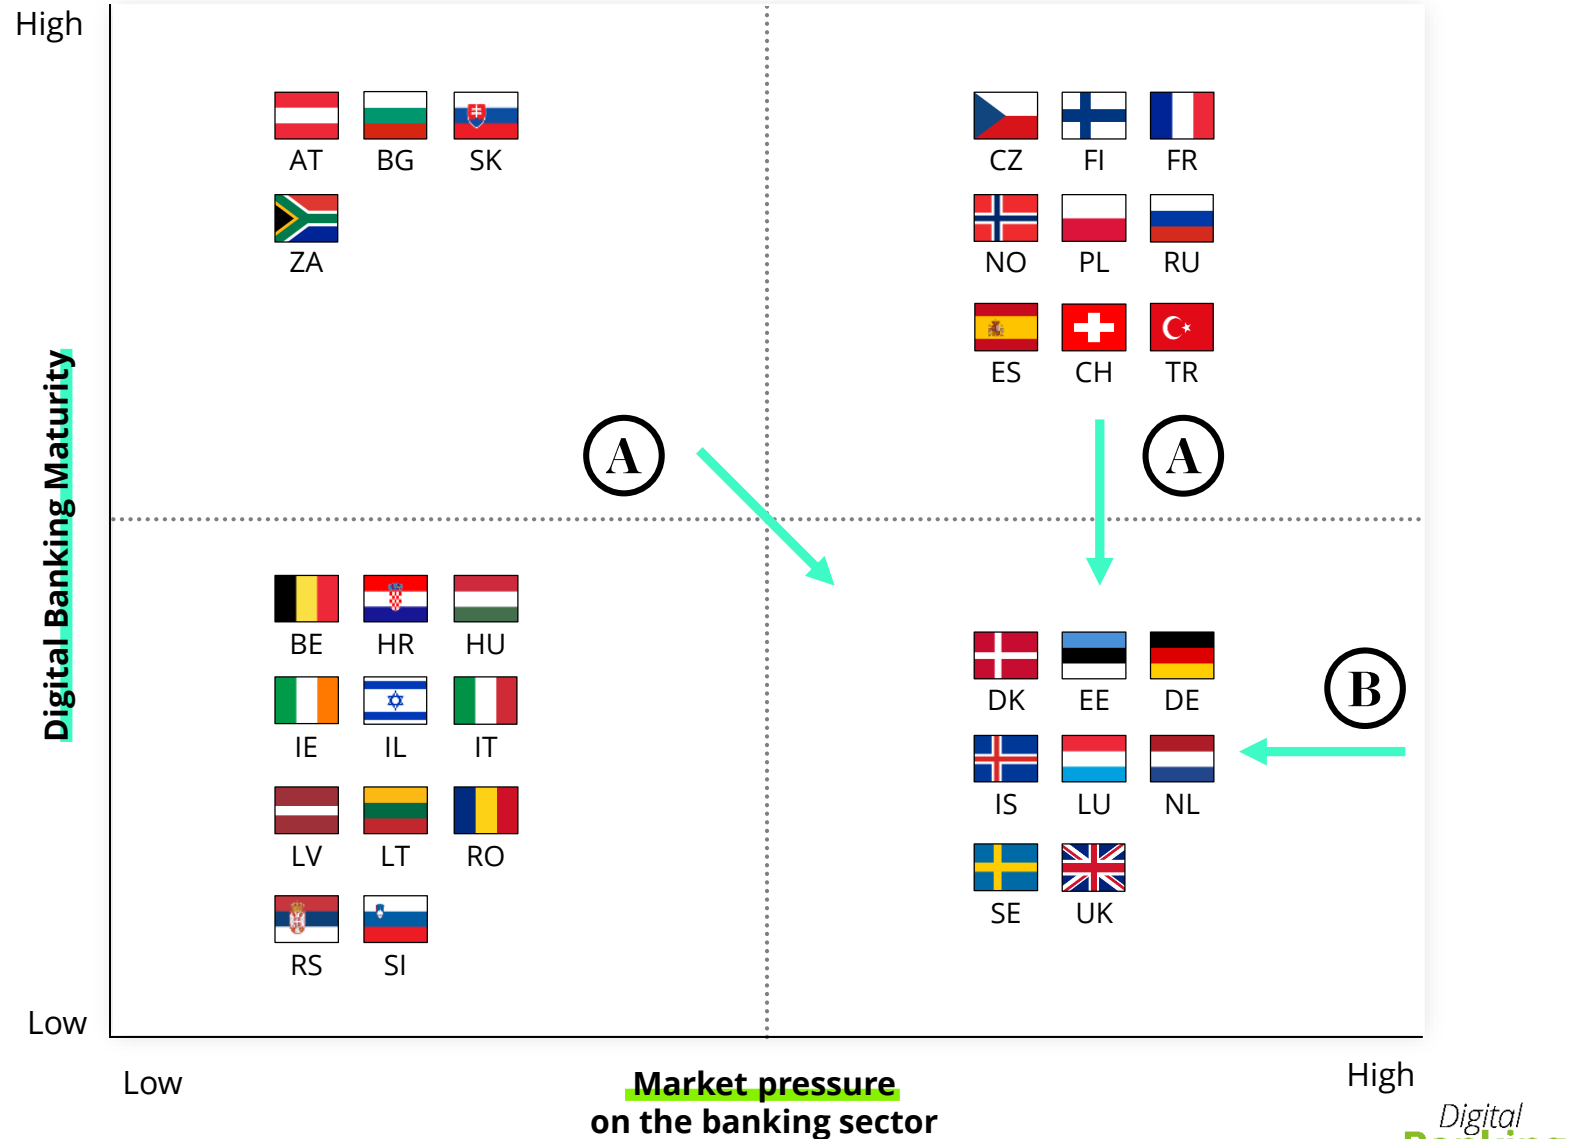 High
AT BG SK
CZ FI FR
ZA
NO PL RU
ES CH TR
A
A
Digital Banking Maturity
BE HR HU
DK EE DE
B
IE IL IT
IS LU NL
LV LT RO
SE UK
RS SI
Low
Low
Market pressure
on the banking sector
High
Digital
Banking